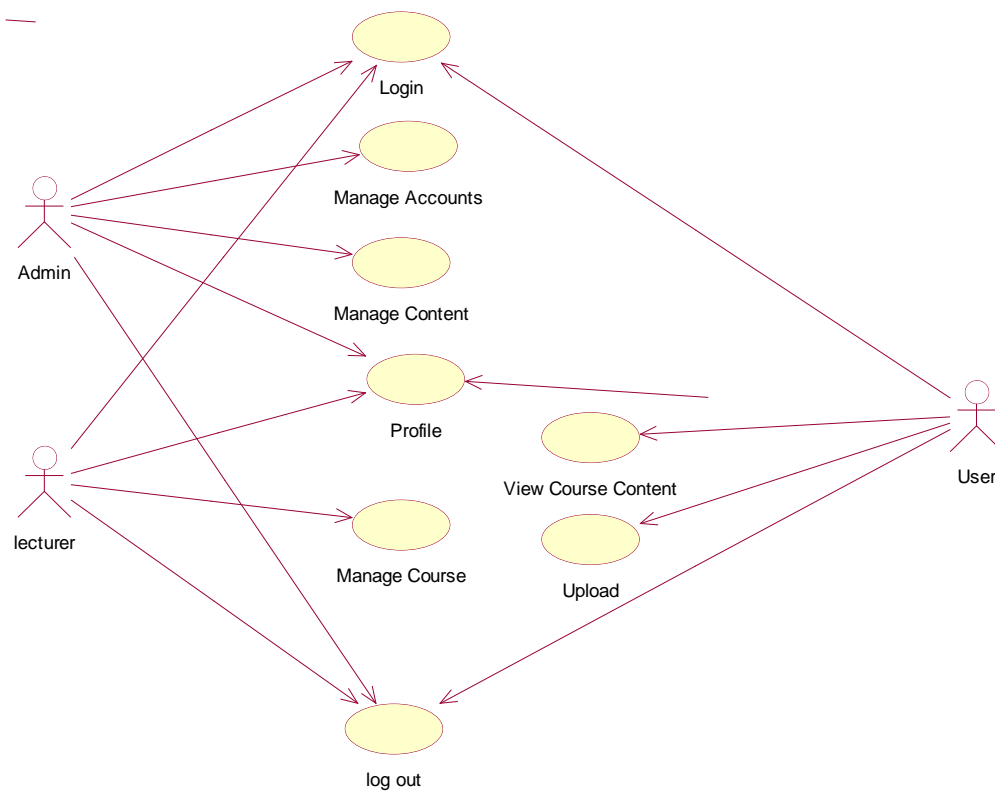 Login
Manage Accounts
Admin
Manage Content
Profile
User
View Course Content
lecturer
Manage Course
Upload
log out